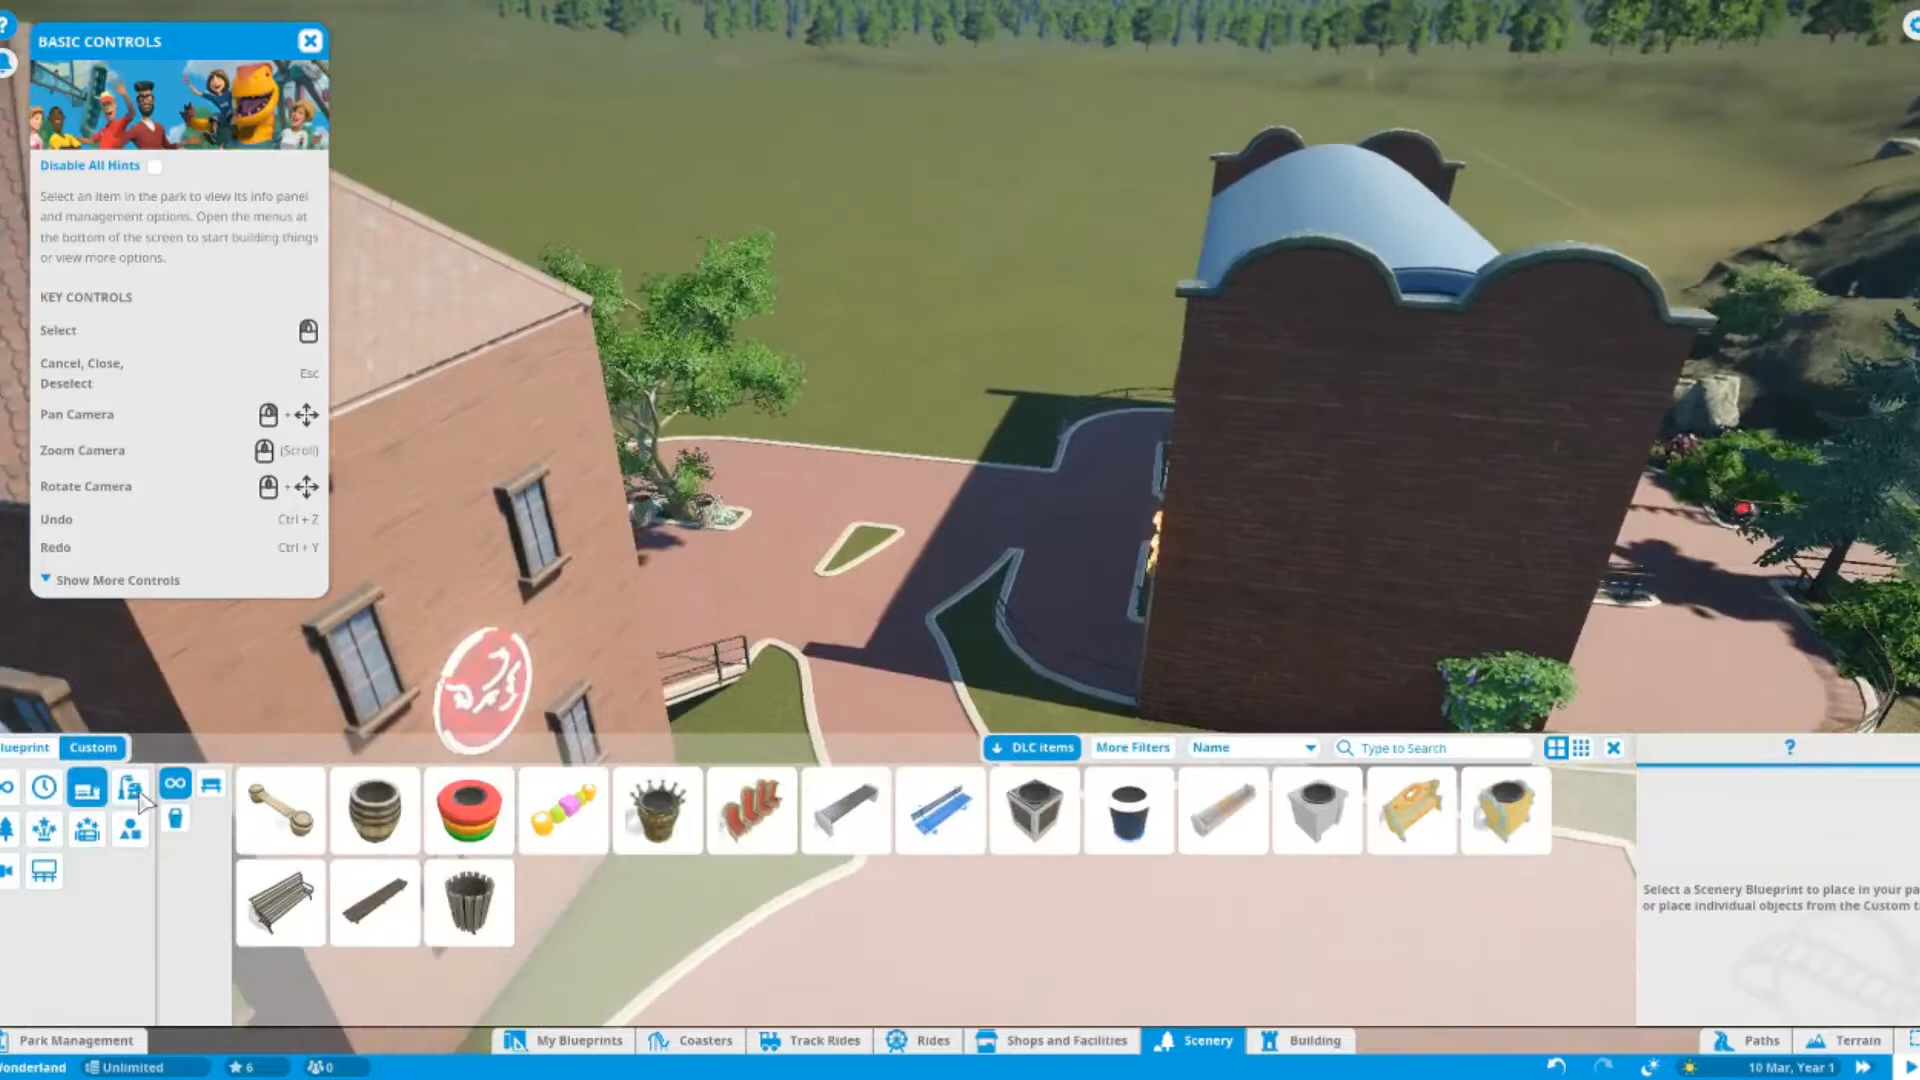 ?
BASIC CONTROLS
Disable All Hints
Select an item in the park to view its info panel
and management options. Open the menus at
the bottom of the screen to start building things
or view more options.
KEY CONTROLS
Select
Cancel, Close,
Deselect
Esc
Pan Camera
+
Zoom Camera
(Scroll)
Rotate Camera
+
Undo
Ctrl + Z
Redo
Ctrl + Y
Show More Controls
lueprint
Custom
DLC items
More Filters
Name
Type to Search
?
Select a Scenery Blueprint to place in your pa
or place individual objects from the Custom t
Park Management
My Blueprints
Coasters
Track Rides
Rides
Shops and Facilities
Scenery
Building
Paths
Terrain
onderland
Unlimited
6
0
10 Mar, Year 1